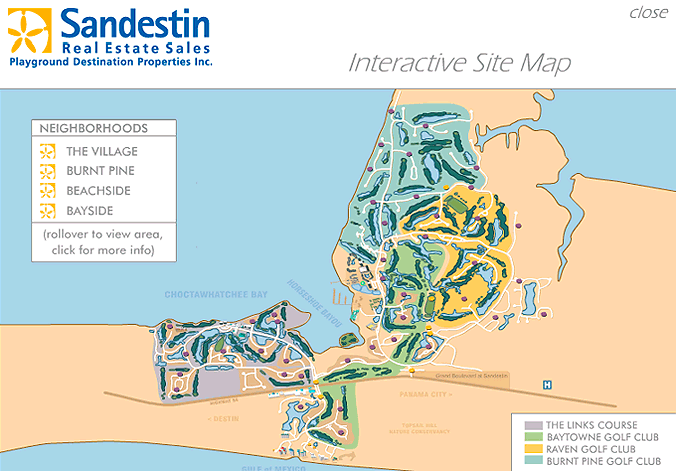 Sandestin
Real Estate Sales
Playground Destination Properties Inc.
close
Interactive Site Map
NEIGHBORHOODS
THE VILLAGE
BURNT PINE
BEACHSIDE
BAYSIDE
(rollover to view area,
click for more info)
CHOCTAWHATCHEE BAY
HORSESHOE BAYOU
Grand Boulevard at Sandestin
H
PANAMA CITY >
HIGHWAY 98
< DESTIN
TOPSAIL HILL
NATURE CONSERVANCY
GULF of MEXICO
THE LINKS COURSE
BAYTOWNE GOLF CLUB
RAVEN GOLF CLUB
BURNT PINE GOLF CLUB